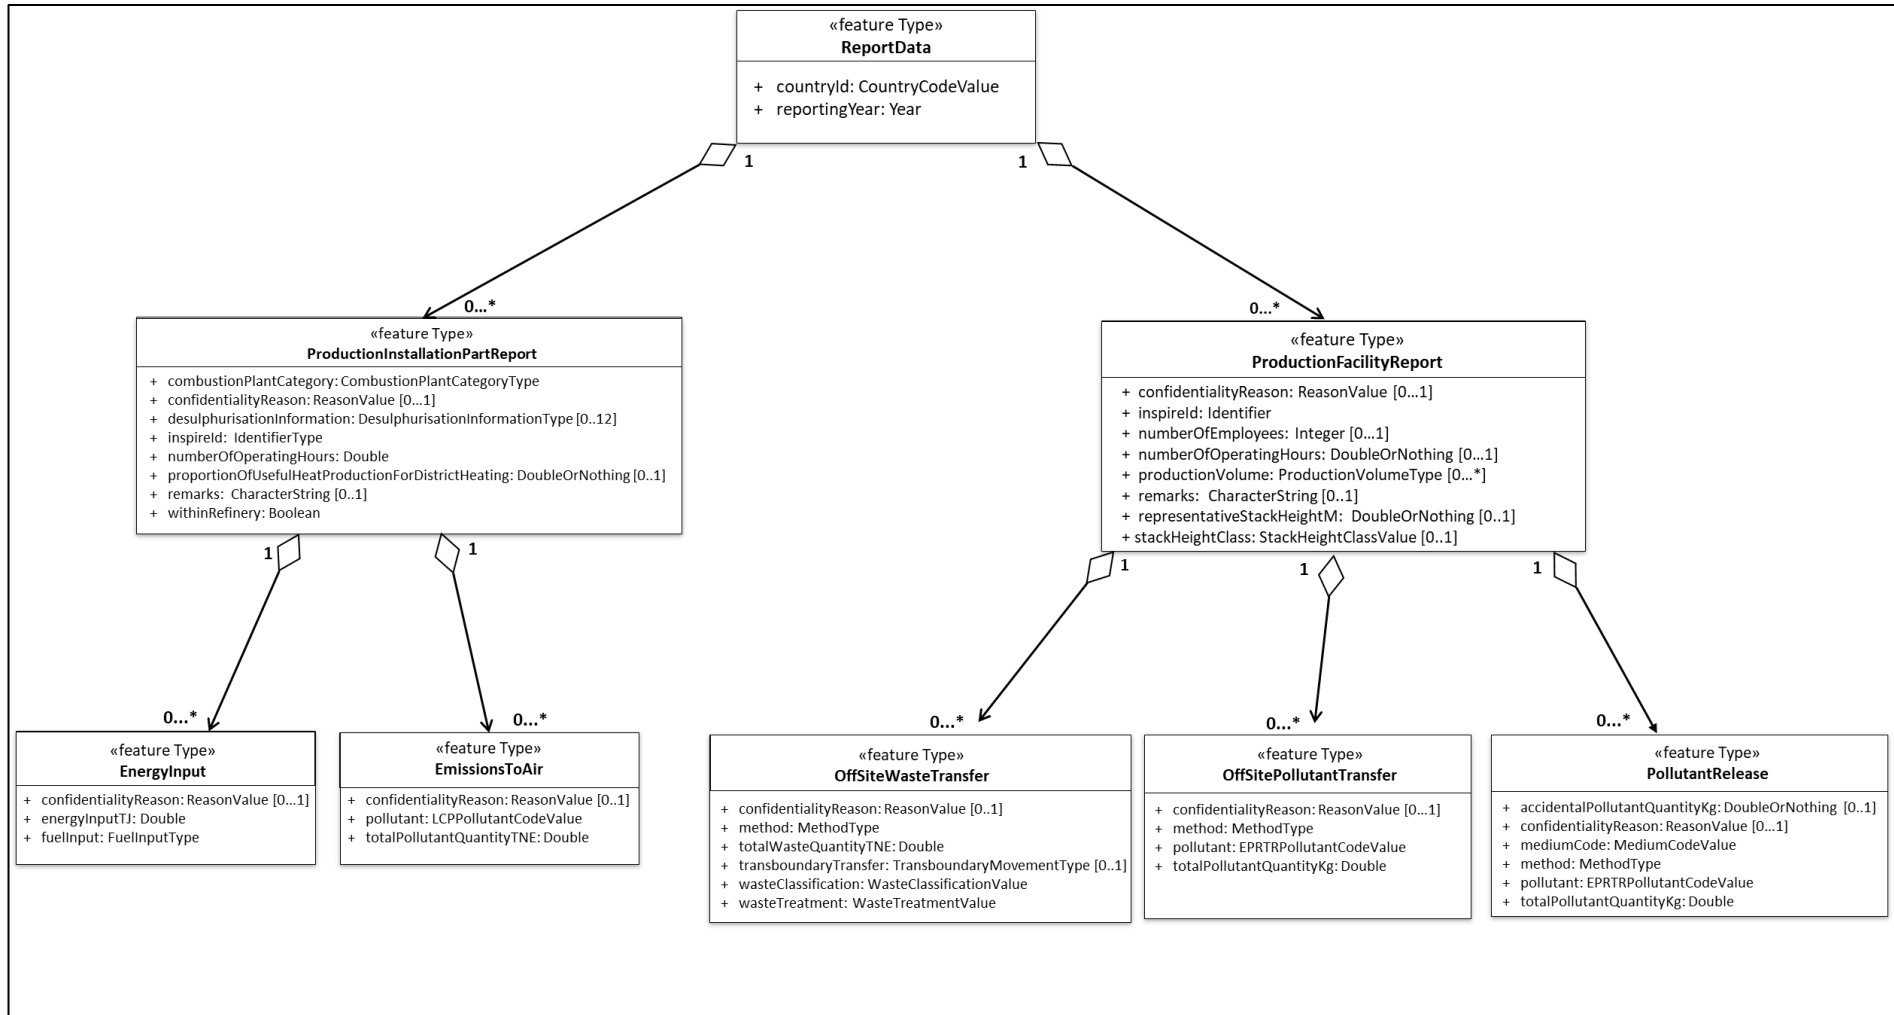 «feature Type»
ReportData
+ countryId: CountryCodeValue
+ reportingYear: Year
1
1
0...*
0...*
«feature Type»
ProductionInstallationPartReport
+ combustionPlantCategory: CombustionPlantCategoryType
+ confidentialityReason: ReasonValue [0...1]
+ desulphurisationInformation: DesulphurisationInformationType [0..12]
+ inspireId: IdentifierType
+ numberOfOperatingHours: Double
+ proportionOfUsefulHeatProductionForDistrictHeating: DoubleOrNothing [0..1]
+ remarks: CharacterString [0..1]
+ withinRefinery: Boolean
«feature Type»
ProductionFacilityReport
+ confidentialityReason: ReasonValue [0...1]
+ inspireId: Identifier
+ numberOfEmployees: Integer [0...1]
+ numberOfOperatingHours: DoubleOrNothing [0...1]
+ productionVolume: ProductionVolumeType [0...*]
+ remarks: CharacterString [0..1]
+ representativeStackHeightM: DoubleOrNothing [0..1]
+ stackHeightClass: StackHeightClassValue [0..1]
1
1
1
1
1
0...*
0...*
0...*
0...*
0...*
«feature Type»
EnergyInput
+ confidentialityReason: ReasonValue [0...1]
+ energyInputTJ: Double
+ fuelInput: FuelInputType
«feature Type»
EmissionsToAir
+ confidentialityReason: ReasonValue [0..1]
+ pollutant: LCPPollutantCodeValue
+ totalPollutantQuantityTNE: Double
«feature Type»
OffSiteWasteTransfer
+ confidentialityReason: ReasonValue [0..1]
+ method: MethodType
+ totalWasteQuantityTNE: Double
+ transboundaryTransfer: TransboundaryMovementType [0..1]
+ wasteClassification: WasteClassificationValue
+ wasteTreatment: WasteTreatmentValue
«feature Type»
OffSitePollutantTransfer
+ confidentialityReason: ReasonValue [0...1]
+ method: MethodType
+ pollutant: EPRTRPollutantCodeValue
+ totalPollutantQuantityKg: Double
«feature Type»
PollutantRelease
+ accidentalPollutantQuantityKg: DoubleOrNothing [0..1]
+ confidentialityReason: ReasonValue [0...1]
+ mediumCode: MediumCodeValue
+ method: MethodType
+ pollutant: EPRTRPollutantCodeValue
+ totalPollutantQuantityKg: Double